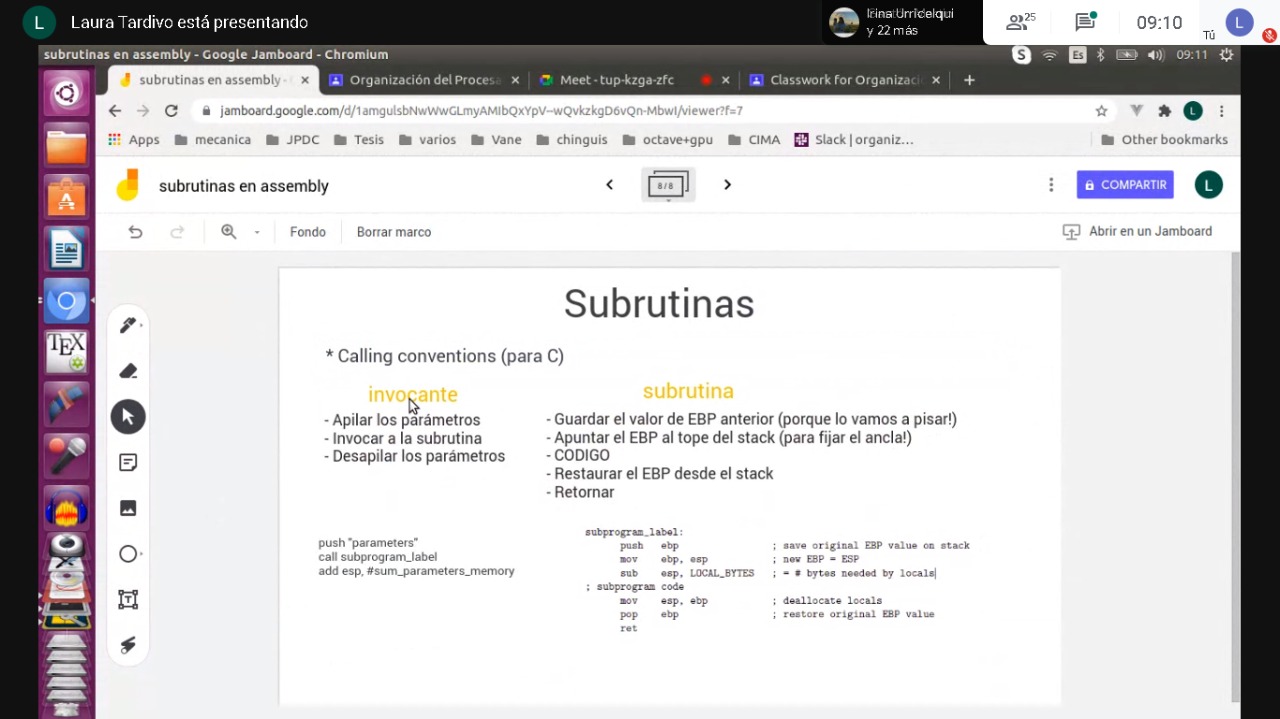 L
Laura Tardivo está presentando
y 22 más
25
09:10
Tú
L
subrutinas en assembly - Google Jamboard - Chromium
S
Es
09:11
subrutinas en assembly -
Organización del Procesa
Meet - tup-kzga-zfc
Classwork for Organizaci
jamboard.google.com/d/1amgulsbNwWwGLmyAMIbQxYpV--wQvkzkgD6vQn-MbwI/viewer?f=7
L
Apps
mecanica
JPDC
Tesis
varios
Vane
chinguis
octave+gpu
CIMA
Slack | organiz...
Other bookmarks
subrutinas en assembly
8/8
COMPARTIR
L
Fondo
Borrar marco
Abrir en un Jamboard
TEX
Subrutinas
* Calling conventions (para C)
invocante
- Apilar los parámetros
- Invocar a la subrutina
- Desapilar los parámetros
subrutina
- Guardar el valor de EBP anterior (porque lo vamos a pisar!)
- Apuntar el EBP al tope del stack (para fijar el ancla!)
- CODIGO
- Restaurar el EBP desde el stack
- Retornar
push "parameters"
call subprogram_label
add esp, #sum_parameters_memory
subprogram_label:
push ebp ; save original EBP value on stack
mov ebp, esp ; new EBP = ESP
sub esp, LOCAL_BYTES ; = # bytes needed by locals
; subprogram code
mov esp, ebp ; deallocate locals
pop ebp ; restore original EBP value
ret